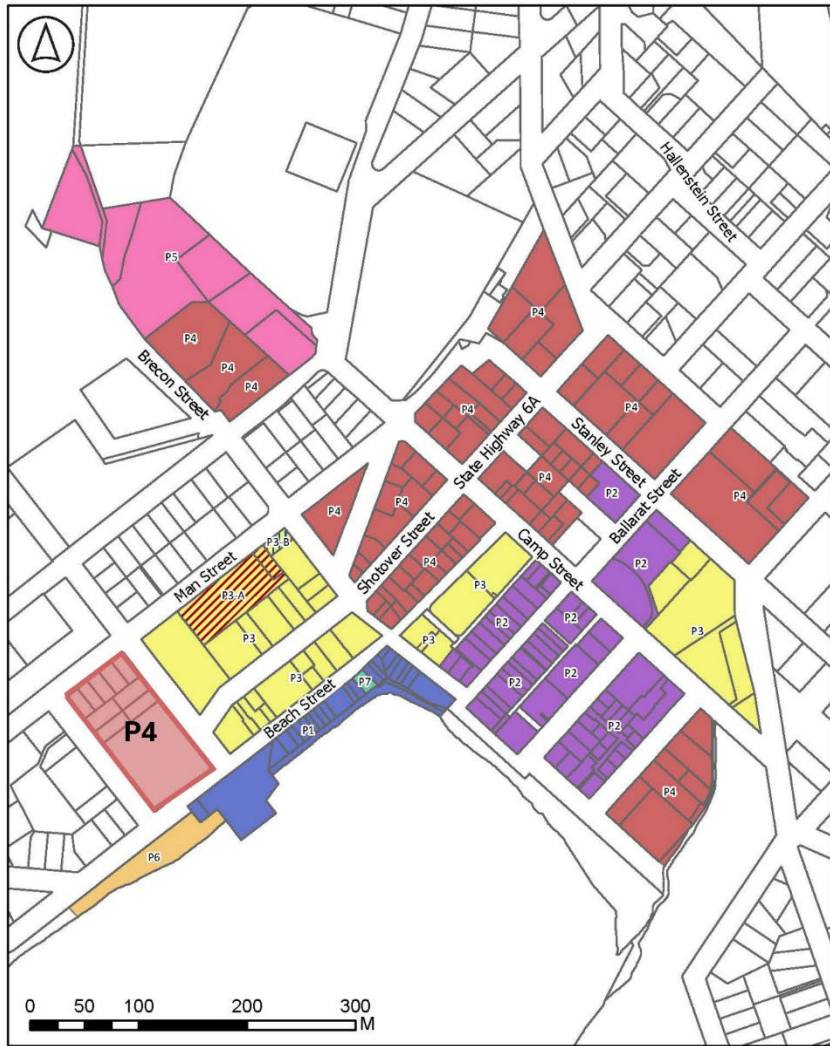 Hallenstein Street
P5
P4
P4
P4
P4
Brecon Street
P4
P4
State Highway 6A
Stanley Street
P4
P2
Ballarat Street
P4
P4
P4
P4
Shotover Street
P4
Camp Street
P3-B
Man Street
P3-A
P3
P3
P3
P2
P2
P2
P2
P2
P3
P3
P7
Beach Street
P1
P2
P4
P4
P6
0 50 100 200 300
M